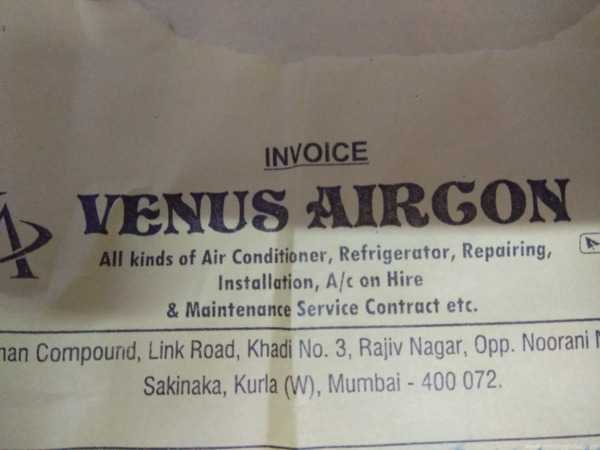 INVOICE
VENUS AIRCON
All kinds of Air Conditioner, Refrigerator, Repairing,
Installation, A/c on Hire
& Maintenance Service Contract etc.
Compound, Link Road, Khadi No. 3, Rajiv Nagar, Opp. Noorani
Sakinaka, Kurla (W), Mumbai - 400 072.